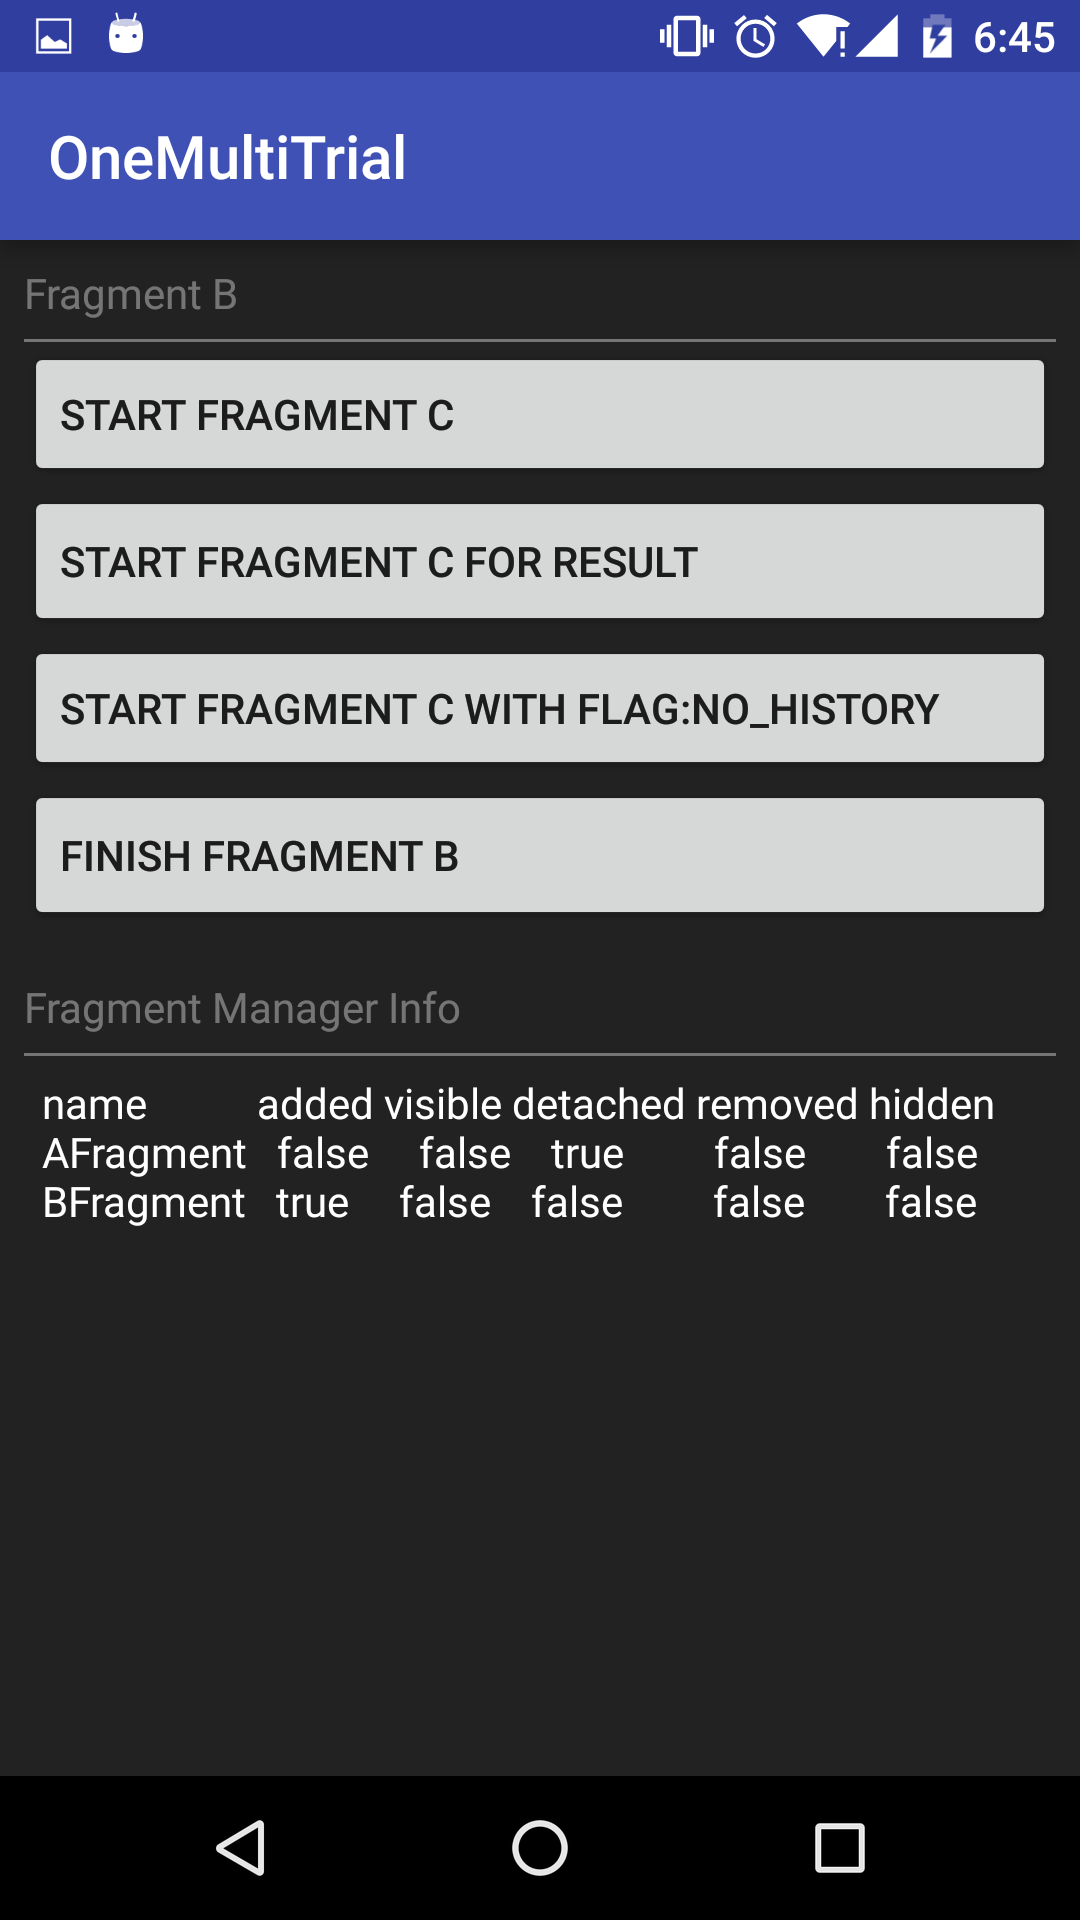 6:45
OneMultiTrial
Fragment B
START FRAGMENT C
START FRAGMENT C FOR RESULT
START FRAGMENT C WITH FLAG:NO_HISTORY
FINISH FRAGMENT B
Fragment Manager Info
name added visible detached removed hidden
AFragment false false true false false
BFragment true false false false false